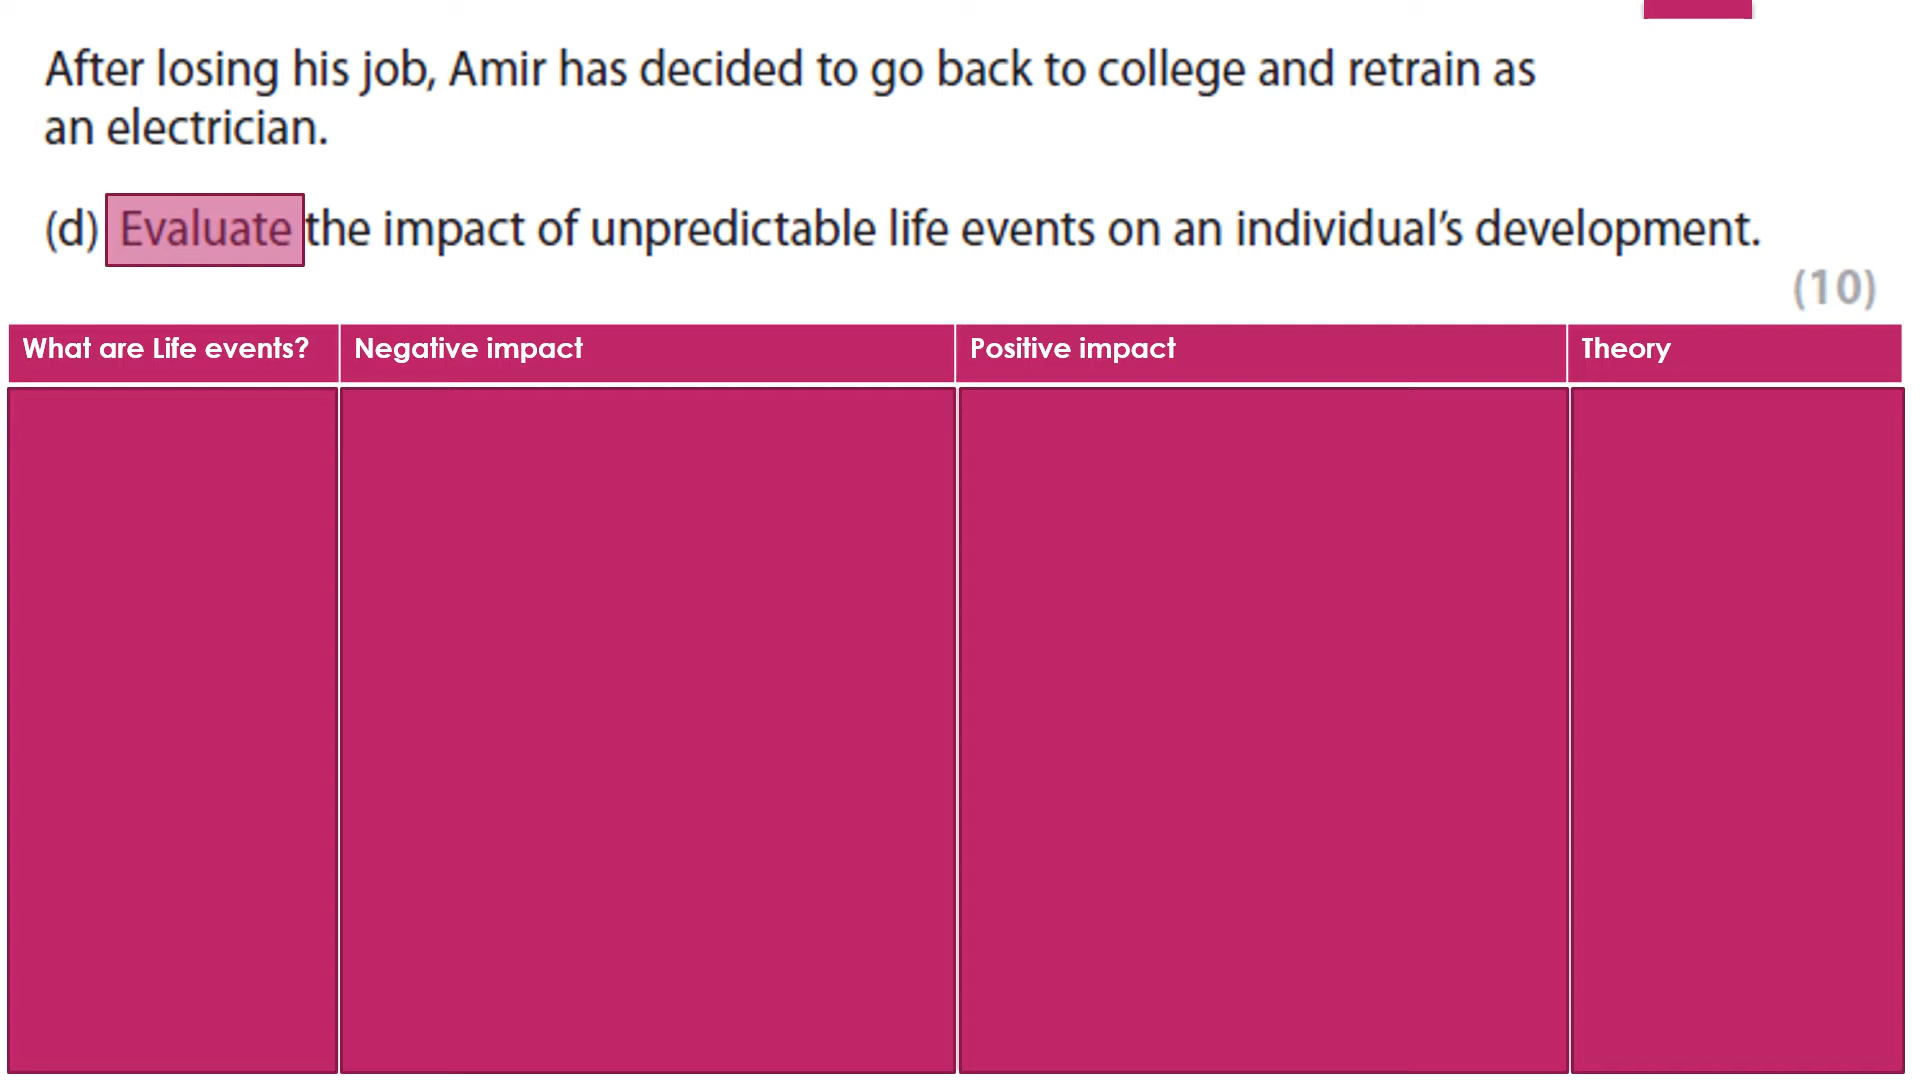 After losing his job, Amir has decided to go back to college and retrain as
an electrician.
(d) Evaluate the impact of unpredictable life events on an individual's development.
(10)
What are Life events?
Negative impact
Positive impact
Theory